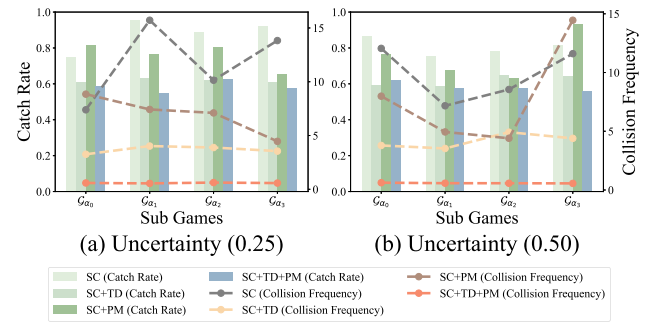 1.0
0.8
0.6
0.4
0.2
0.0
Catch Rate
15
10
5
0
𝒢α0 𝒢α1 𝒢α2 𝒢α3
Sub Games
(a) Uncertainty (0.25)
1.0
0.8
0.6
0.4
0.2
0.0
15
10
5
0
Collision Frequency
𝒢α0 𝒢α1 𝒢α2 𝒢α3
Sub Games
(b) Uncertainty (0.50)
SC (Catch Rate)
SC+TD (Catch Rate)
SC+PM (Catch Rate)
SC+TD+PM (Catch Rate)
SC (Collision Frequency)
SC+TD (Collision Frequency)
SC+PM (Collision Frequency)
SC+TD+PM (Collision Frequency)